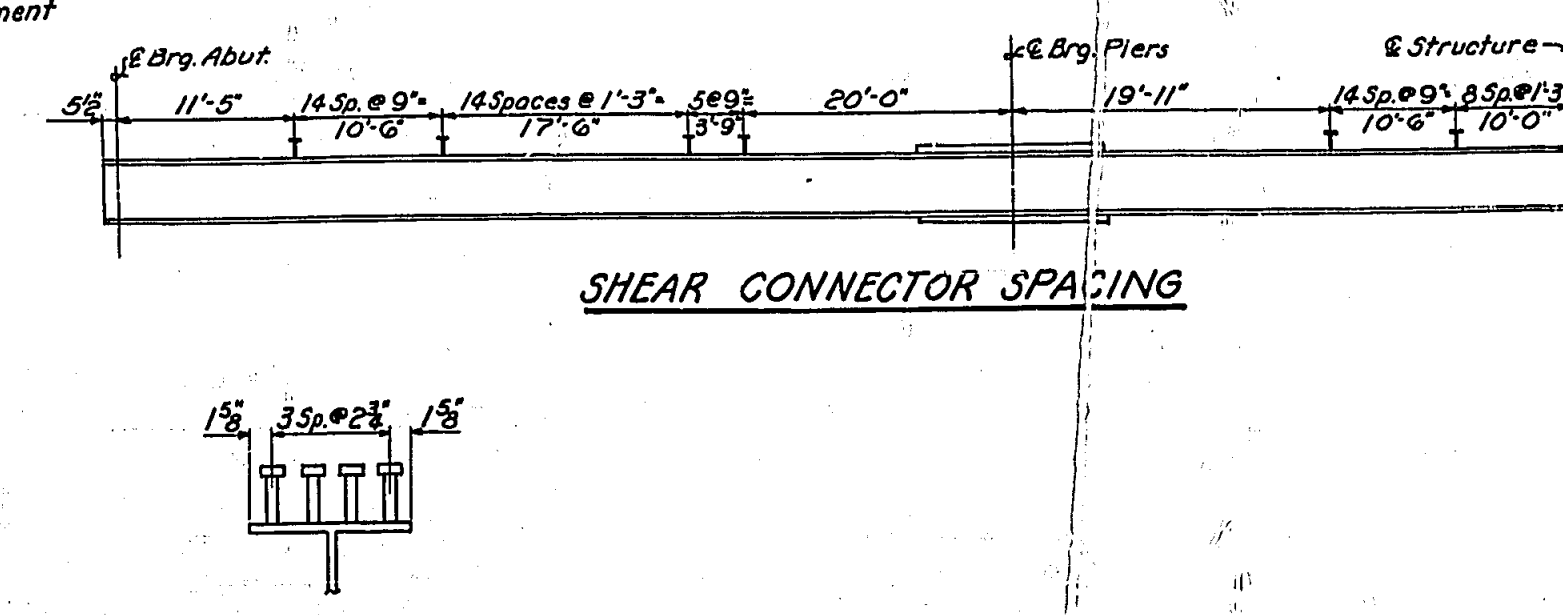 ment
℄ Brg. Abut.
℄ Brg. Piers
℄ Structure
5½"
11'-5"
14 Sp. @ 9"=
10'-6"
14 Spaces @ 1'-3"=
17'-6"
5@9"=
3'-9"
20'-0"
19'-11"
14 Sp. @ 9"=
10'-6"
8 Sp. @ 1'-3
10'-0"
SHEAR CONNECTOR SPACING
1⅝"
3 Sp. @ 2¾"
1⅝"